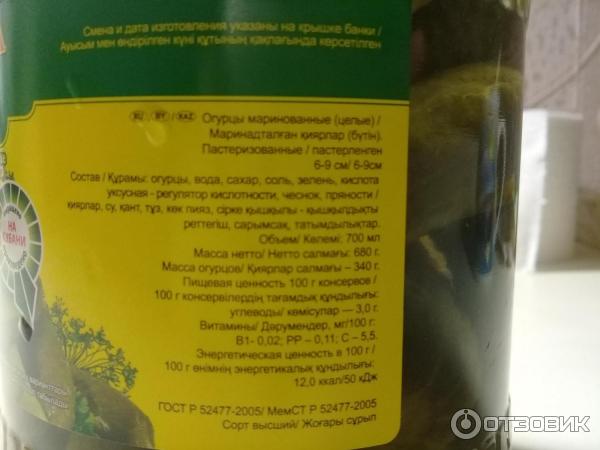 Смена и дата изготовления указаны на крышке банки /
Ауысым мен өндірілген күні құтының қақпағында көрсетілген
RU / BY / KAZ Огурцы маринованные (целые) /
Маринадталған қиярлар (бүтін).
Пастеризованные / пастерленген
6-9 см/ 6-9см
Состав / Құрамы: огурцы, вода, сахар, соль, зелень, кислота
уксусная - регулятор кислотности, чеснок, пряности /
қиярлар, су, қант, тұз, көк пияз, сірке қышқылы - қышқылдықты
реттегіш, сарымсақ, татымдылықтар.
Объем/ Көлемі: 700 мл
Масса нетто/ Нетто салмағы: 680 г.
Масса огурцов/ Қиярлар салмағы – 340 г.
Пищевая ценность 100 г консервов /
100 г консервілердің тағамдық құндылығы:
углеводы/ көмісулар — 3,0 г.
Витамины/ Дәрумендер, мг/100г:
В1- 0,02; РР – 0,11; С – 5,5.
Энергетическая ценность в 100 г /
100 г өнімнің энергетикалық құндылығы:
12,0 ккал/50 кДж
ГОСТ Р 52477-2005/ МемСТ Р 52477-2005
Сорт высший/ Жоғары сұрып
НА
КУБАНИ
варианттары
ОТЗОВИК